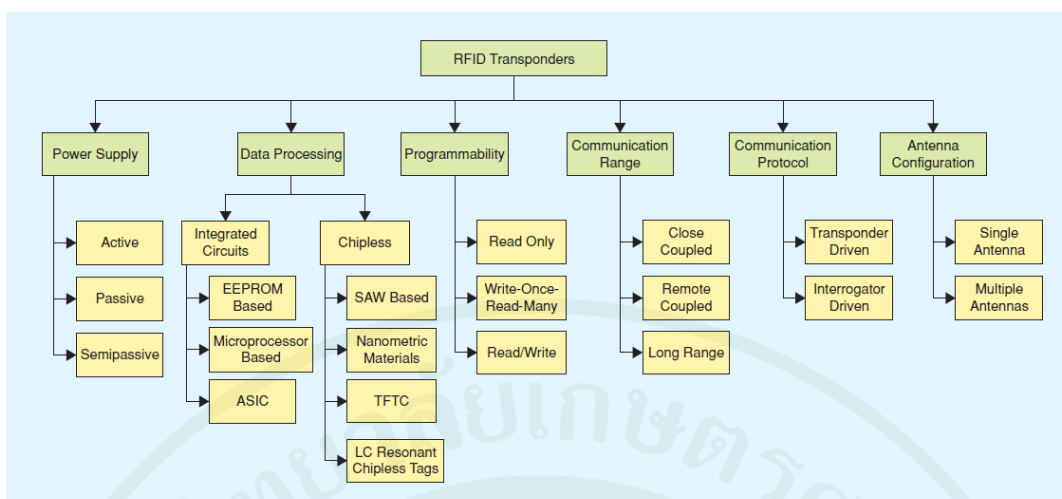 RFID Transponders
Power Supply
Data Processing
Programmability
Communication
Range
Communication
Protocol
Antenna
Configuration
Active
Passive
Semipassive
Integrated
Circuits
EEPROM
Based
Microprocessor
Based
ASIC
Chipless
SAW Based
Nanometric
Materials
TFTC
LC Resonant
Chipless Tags
Read Only
Write-Once-
Read-Many
Read/Write
Close
Coupled
Remote
Coupled
Long Range
Transponder
Driven
Interrogator
Driven
Single
Antenna
Multiple
Antennas